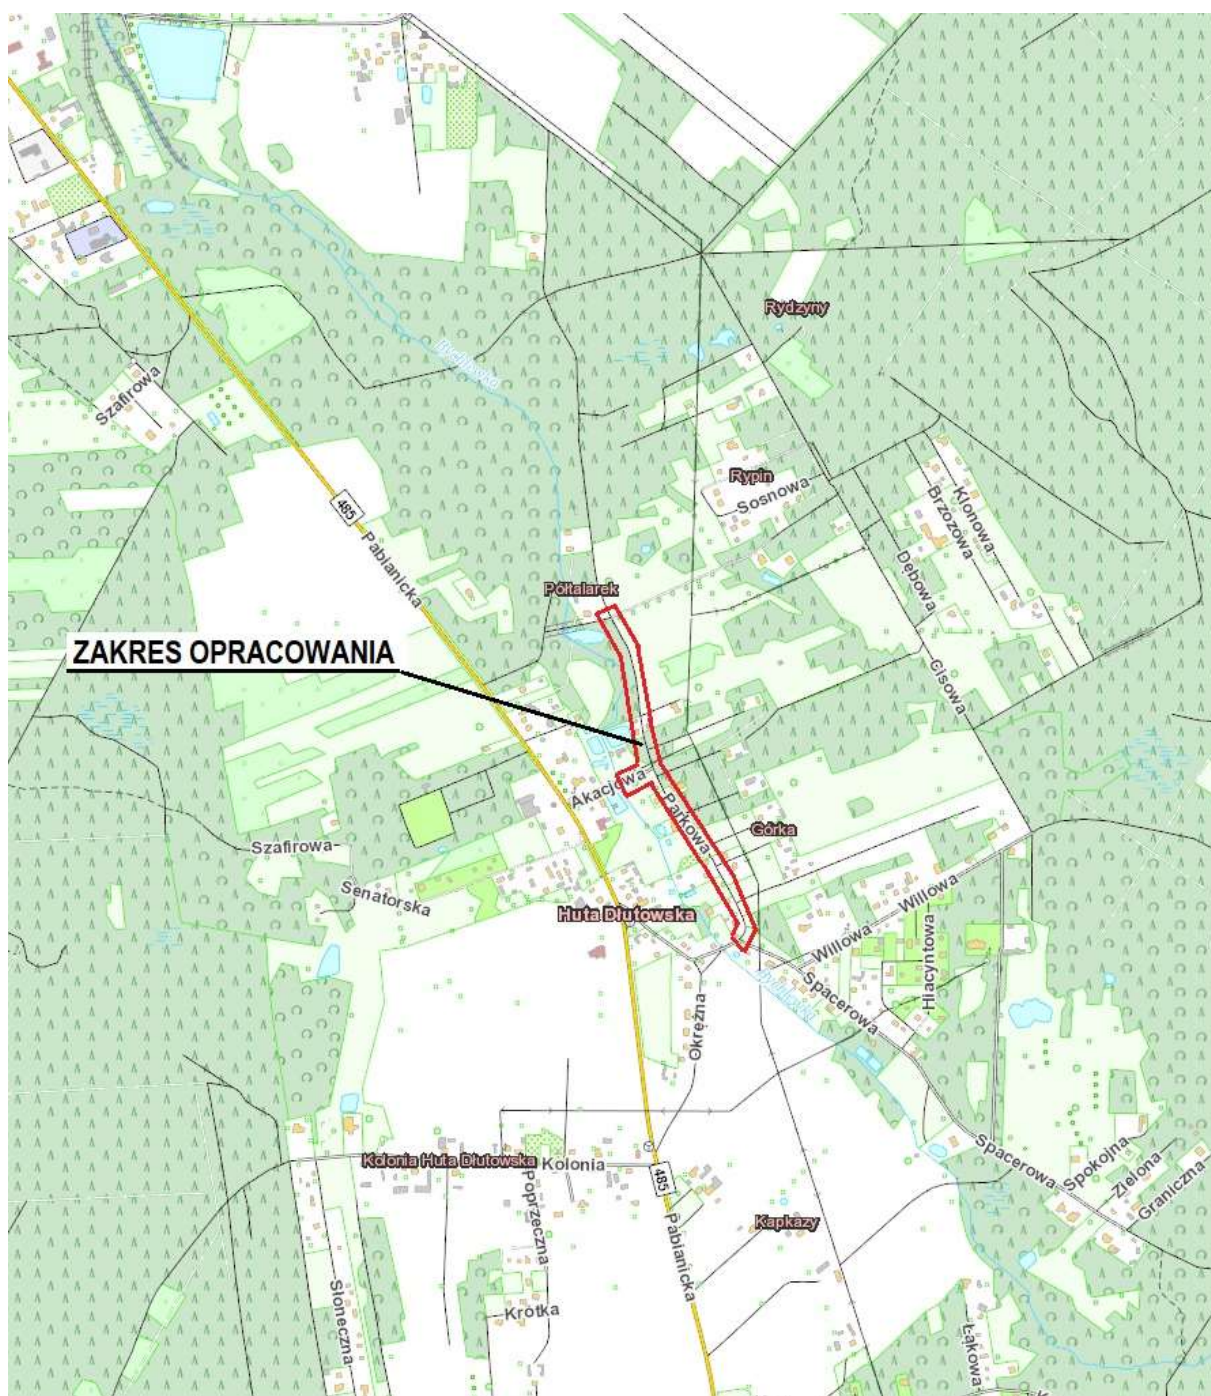 Rydzyny
Szafirowa
Rypin
Sosnowa
Klonowa
Brzozowa
485
Pabianicka
Dębowa
Półtalarek
ZAKRES OPRACOWANIA
Cisowa
Akacjowa
Parkowa
Górka
Szafirowa
Senatorska
Huta Dłutowska
Willowa
Willowa
Hiacyntowa
Spacerowa
Okrężna
Kolonia Huta Dłutowska
Kolonia
Poprzeczna
485
Pabianicka
Spacerowa
Spokojna
Zielona
Graniczna
Kapkazy
Słoneczna
Krótka
Łąkowa